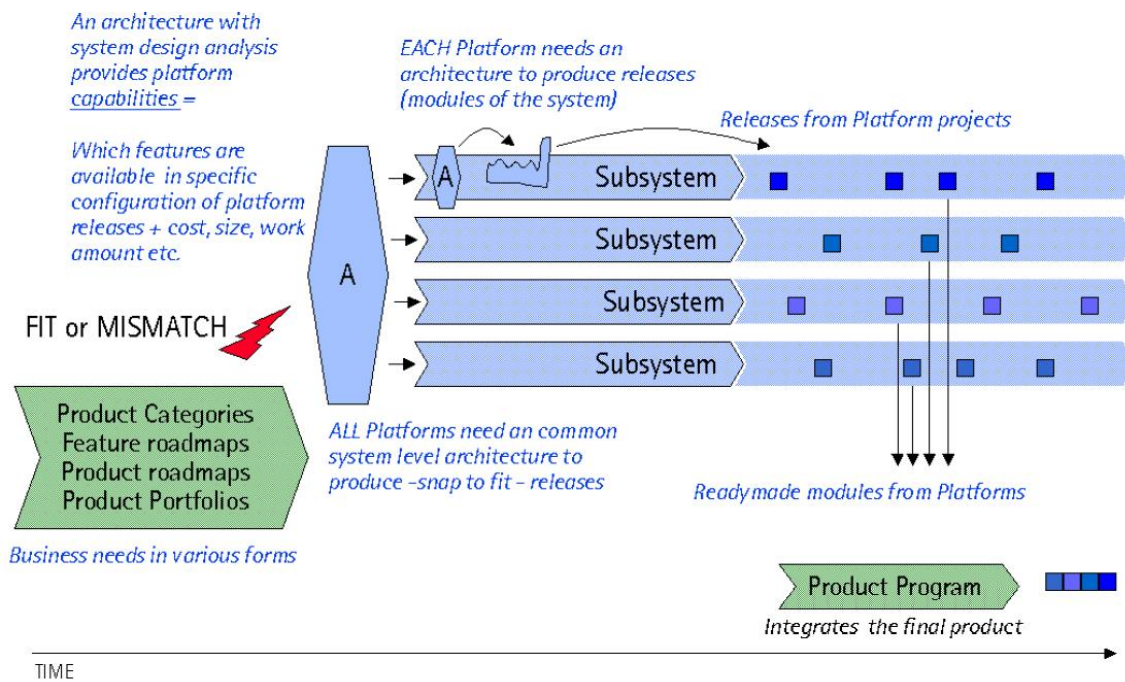 An architecture with
system design analysis
provides platform
capabilities =
Which features are
available in specific
configuration of platform
releases + cost, size, work
amount etc.
EACH Platform needs an
architecture to produce releases
(modules of the system)
Releases from Platform projects
A
Subsystem
Subsystem
A
Subsystem
Subsystem
FIT or MISMATCH
Product Categories
Feature roadmaps
Product roadmaps
Product Portfolios
Business needs in various forms
ALL Platforms need an common
system level architecture to
produce –snap to fit – releases
Readymade modules from Platforms
Product Program
Integrates the final product
TIME